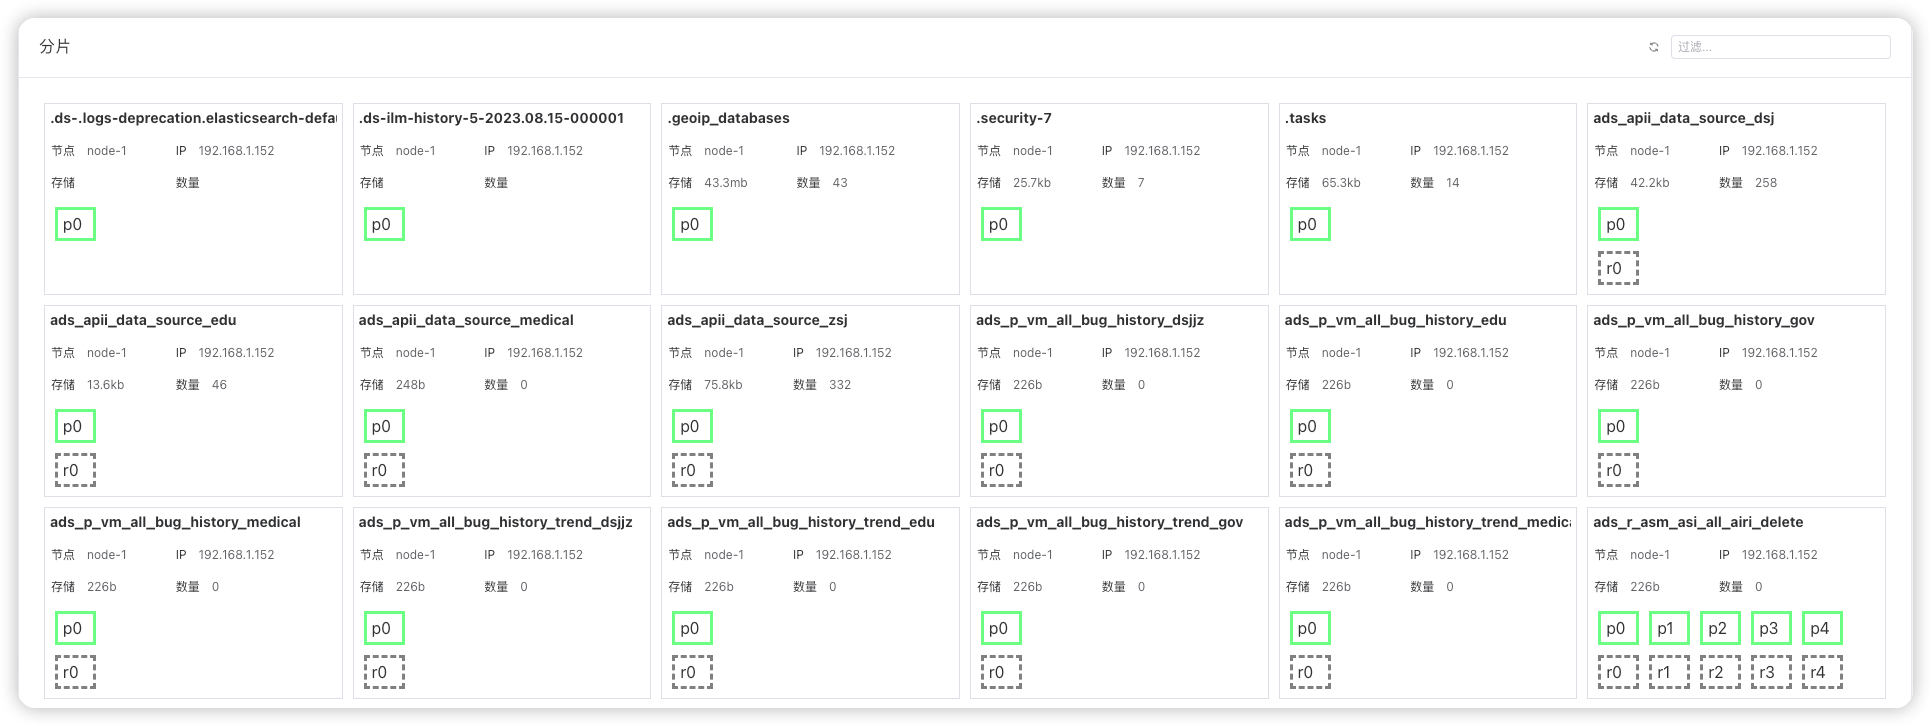 分片
过滤...
.ds-.logs-deprecation.elasticsearch-defau
节点 node-1 IP 192.168.1.152
存储 数量
p0
.ds-ilm-history-5-2023.08.15-000001
节点 node-1 IP 192.168.1.152
存储 数量
p0
.geoip_databases
节点 node-1 IP 192.168.1.152
存储 43.3mb 数量 43
p0
.security-7
节点 node-1 IP 192.168.1.152
存储 25.7kb 数量 7
p0
.tasks
节点 node-1 IP 192.168.1.152
存储 65.3kb 数量 14
p0
ads_apii_data_source_dsj
节点 node-1 IP 192.168.1.152
存储 42.2kb 数量 258
p0
r0
ads_apii_data_source_edu
节点 node-1 IP 192.168.1.152
存储 13.6kb 数量 46
p0
r0
ads_apii_data_source_medical
节点 node-1 IP 192.168.1.152
存储 248b 数量 0
p0
r0
ads_apii_data_source_zsj
节点 node-1 IP 192.168.1.152
存储 75.8kb 数量 332
p0
r0
ads_p_vm_all_bug_history_dsjjz
节点 node-1 IP 192.168.1.152
存储 226b 数量 0
p0
r0
ads_p_vm_all_bug_history_edu
节点 node-1 IP 192.168.1.152
存储 226b 数量 0
p0
r0
ads_p_vm_all_bug_history_gov
节点 node-1 IP 192.168.1.152
存储 226b 数量 0
p0
r0
ads_p_vm_all_bug_history_medical
节点 node-1 IP 192.168.1.152
存储 226b 数量 0
p0
r0
ads_p_vm_all_bug_history_trend_dsjjz
节点 node-1 IP 192.168.1.152
存储 226b 数量 0
p0
r0
ads_p_vm_all_bug_history_trend_edu
节点 node-1 IP 192.168.1.152
存储 226b 数量 0
p0
r0
ads_p_vm_all_bug_history_trend_gov
节点 node-1 IP 192.168.1.152
存储 226b 数量 0
p0
r0
ads_p_vm_all_bug_history_trend_medica
节点 node-1 IP 192.168.1.152
存储 226b 数量 0
p0
r0
ads_r_asm_asi_all_airi_delete
节点 node-1 IP 192.168.1.152
存储 226b 数量 0
p0 p1 p2 p3 p4
r0 r1 r2 r3 r4